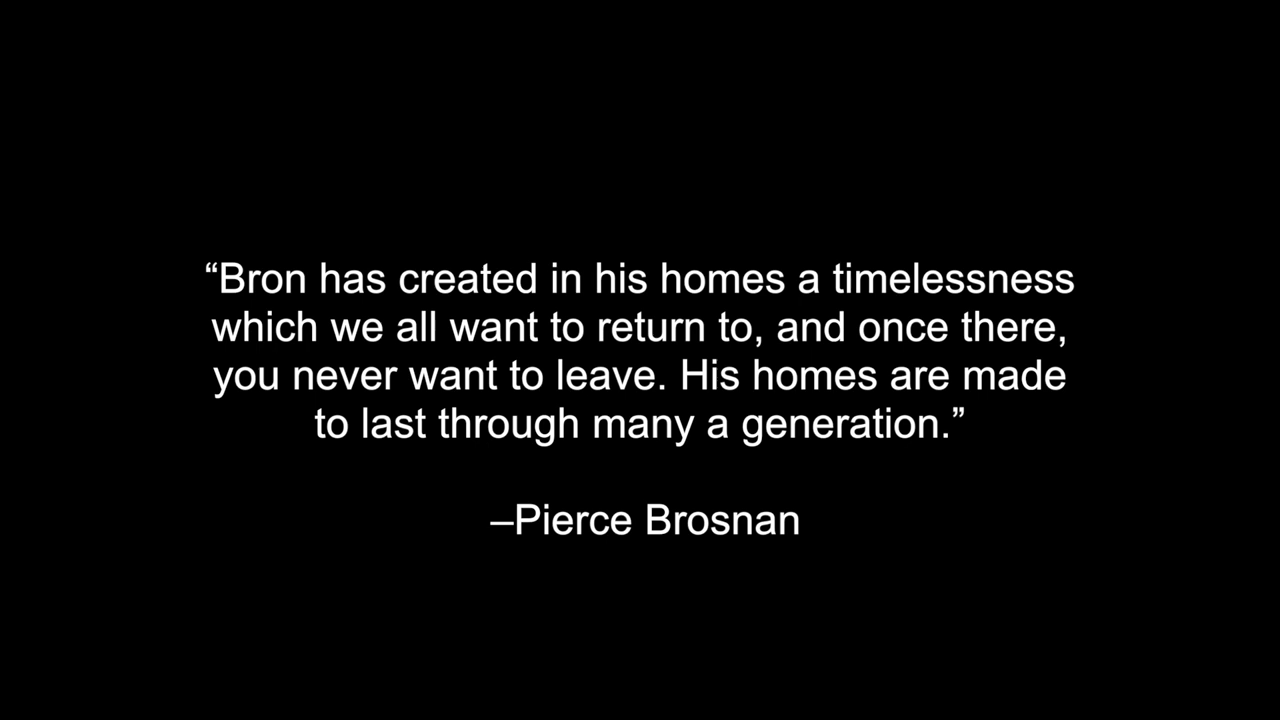 “Bron has created in his homes a timelessness
which we all want to return to, and once there,
you never want to leave. His homes are made
to last through many a generation.”
–Pierce Brosnan